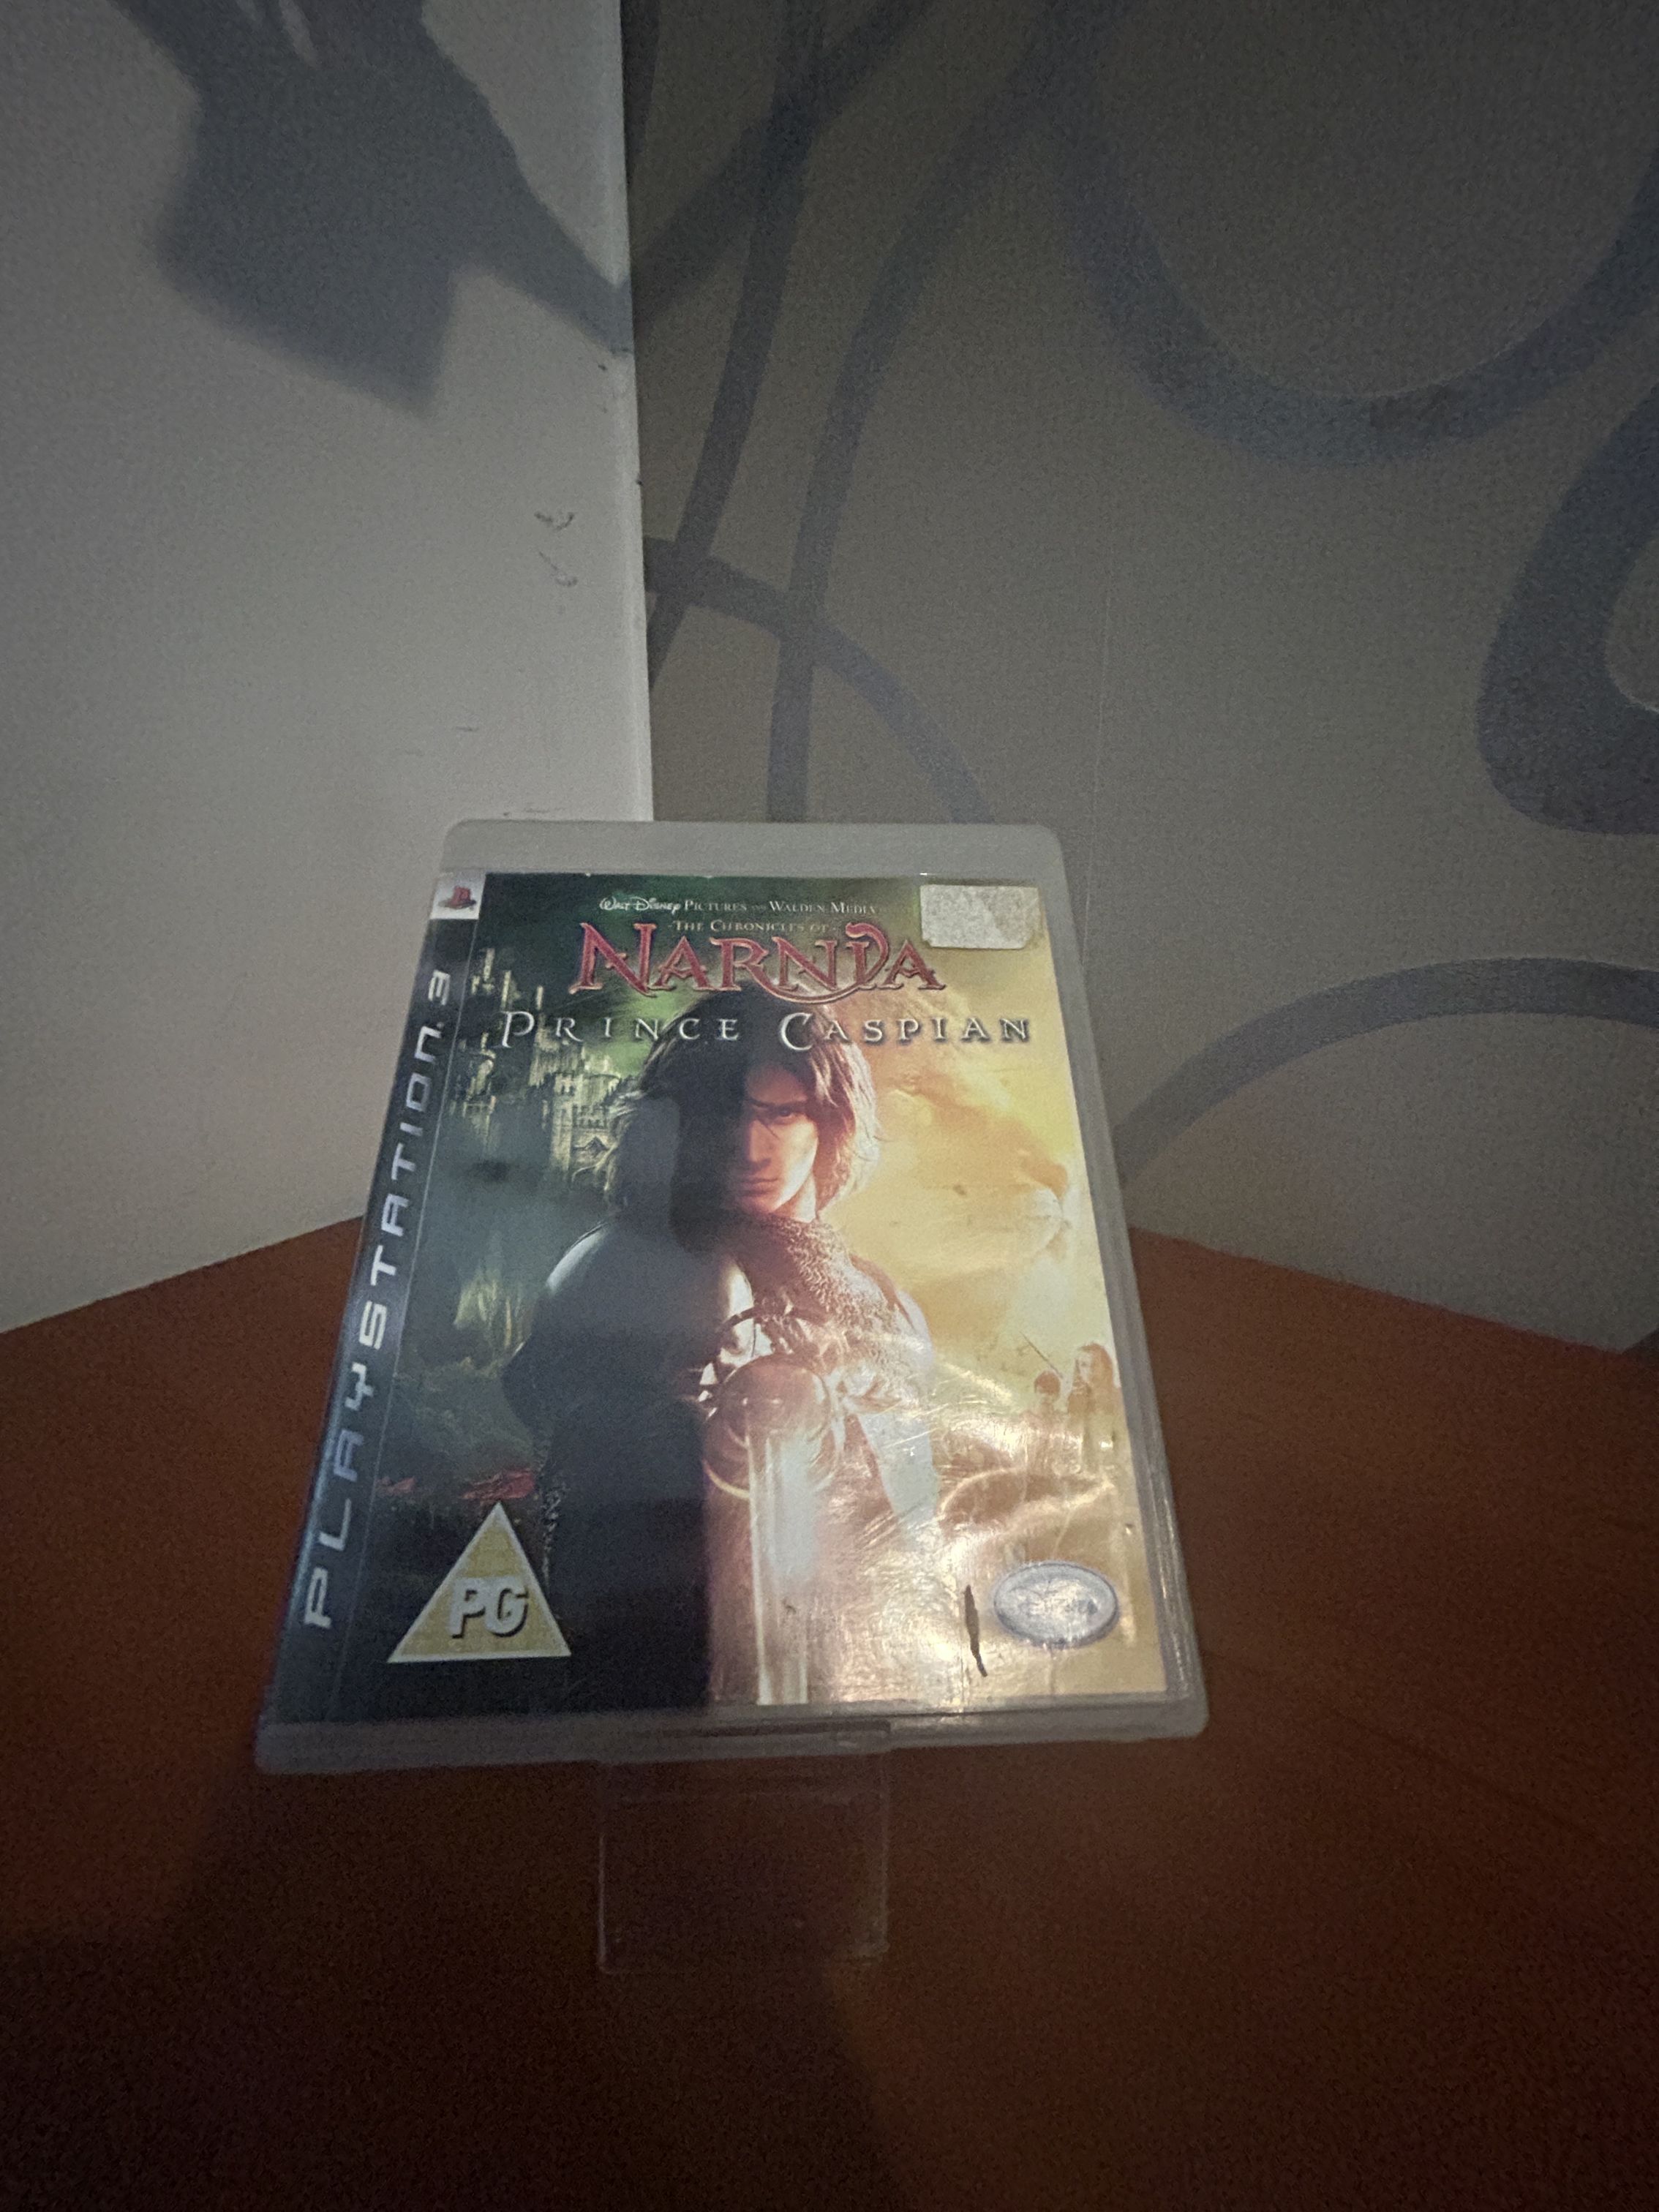 WALT DISNEY PICTURES AND WALDEN MEDIA
THE CHRONICLES OF
NARNIA
PRINCE CASPIAN
PLAYSTATION 3
PG